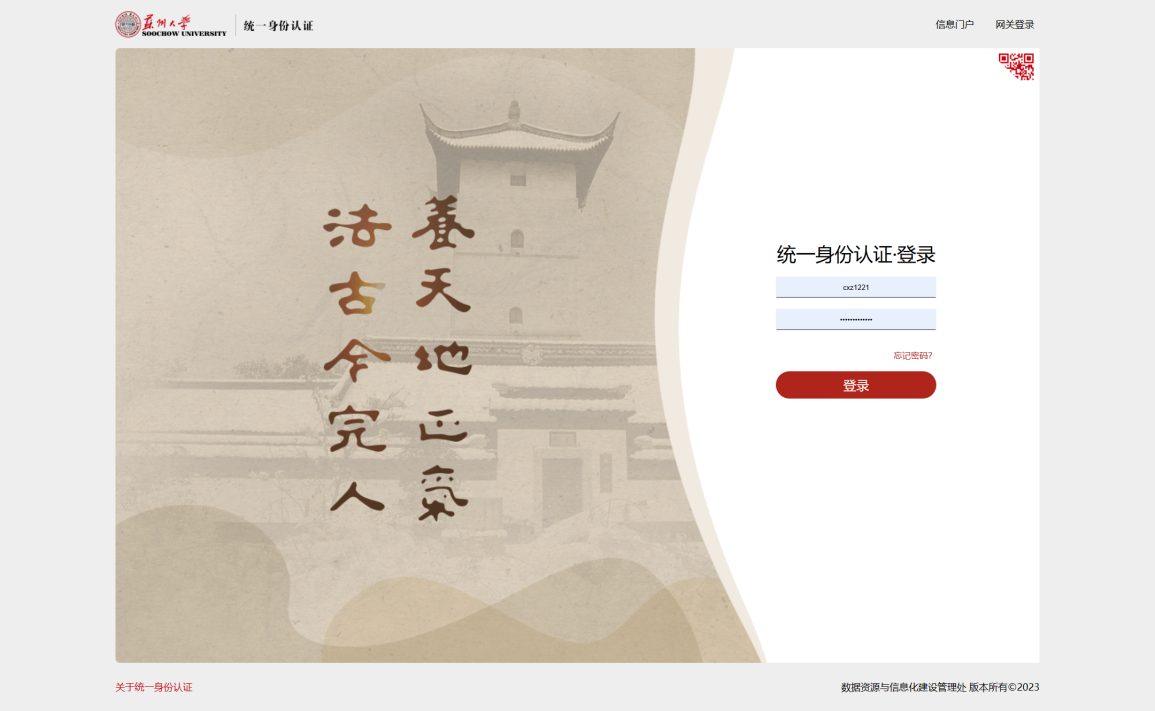 蘇州大學
SOOCHOW UNIVERSITY
统一身份认证
信息门户
网关登录
養天地正氣
法古今完人
统一身份认证·登录
cxz1221
•••••••••••••
忘记密码?
登录
关于统一身份认证
数据资源与信息化建设管理处 版本所有©2023